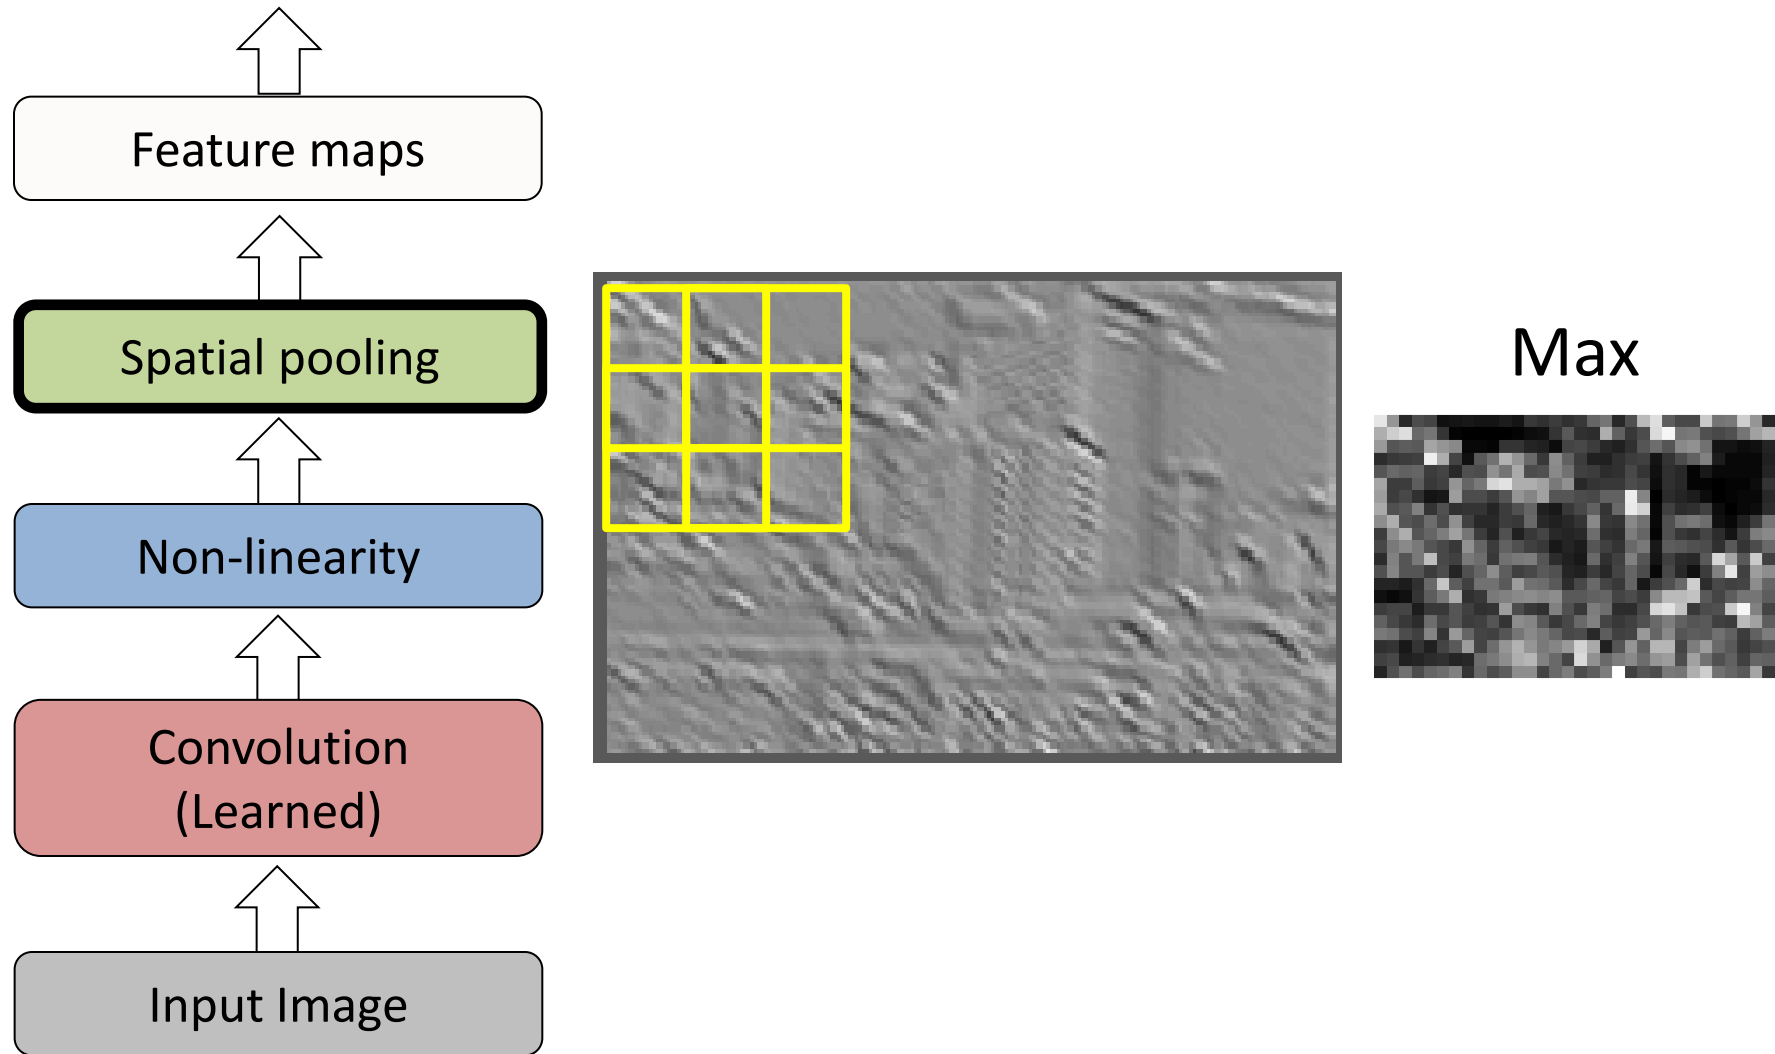 Feature maps
Spatial pooling
Non-linearity
Convolution
(Learned)
Input Image
Max